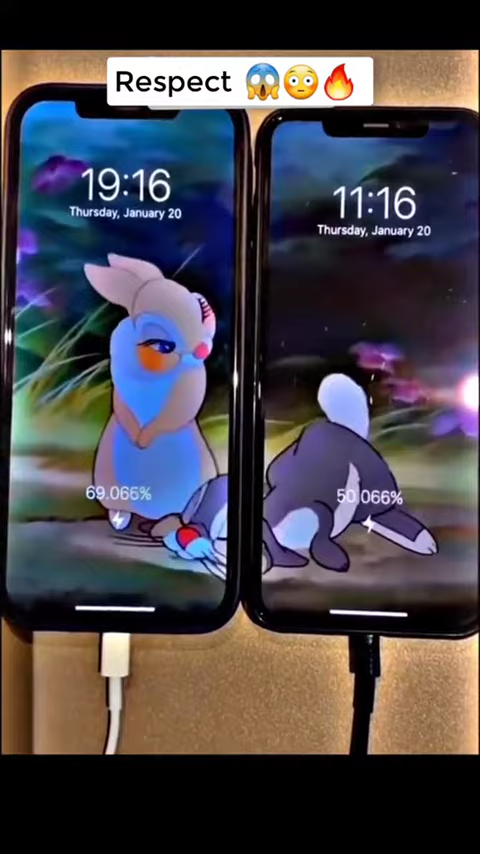 Respect 😱😳🔥
19:16
Thursday, January 20
69.066%
11:16
Thursday, January 20
50.066%